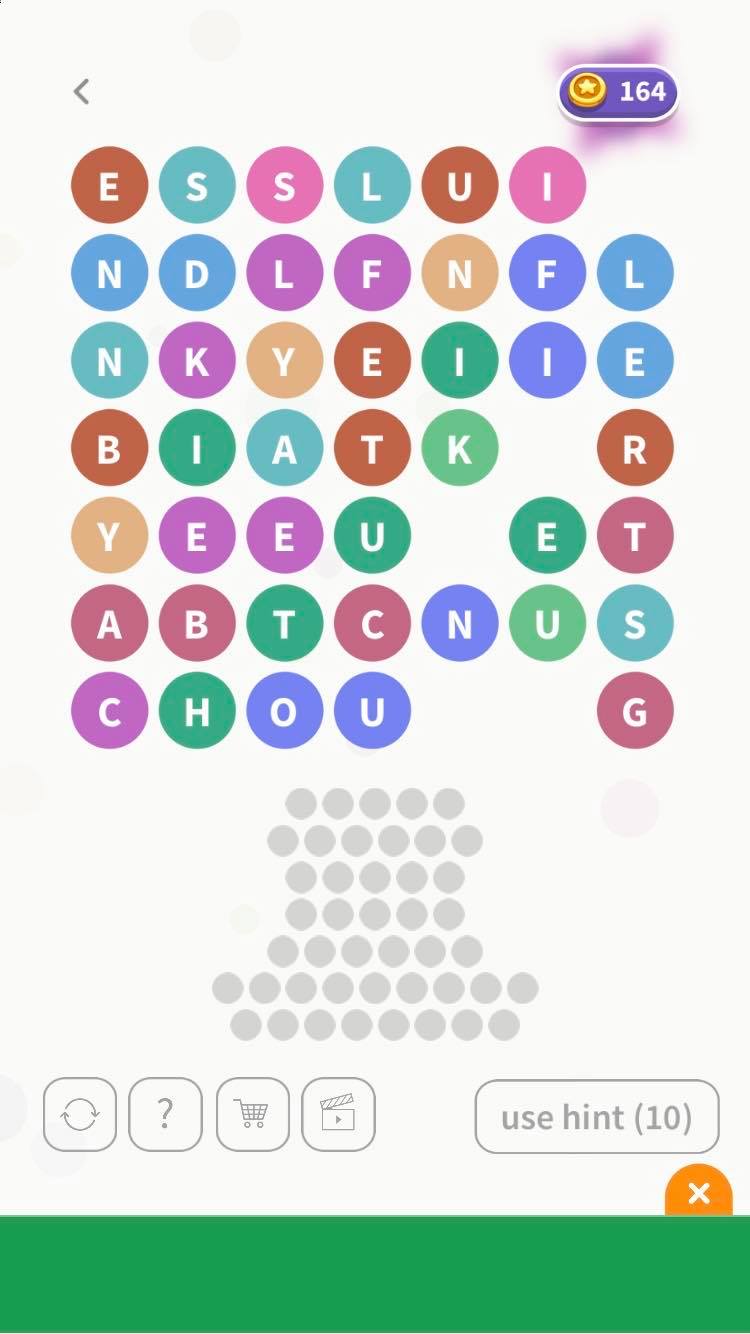 164
E S S L U I
N D L F N F L
N K Y E I I E
B I A T K R
Y E E U E T
A B T C N U S
C H O U G
?
use hint (10)